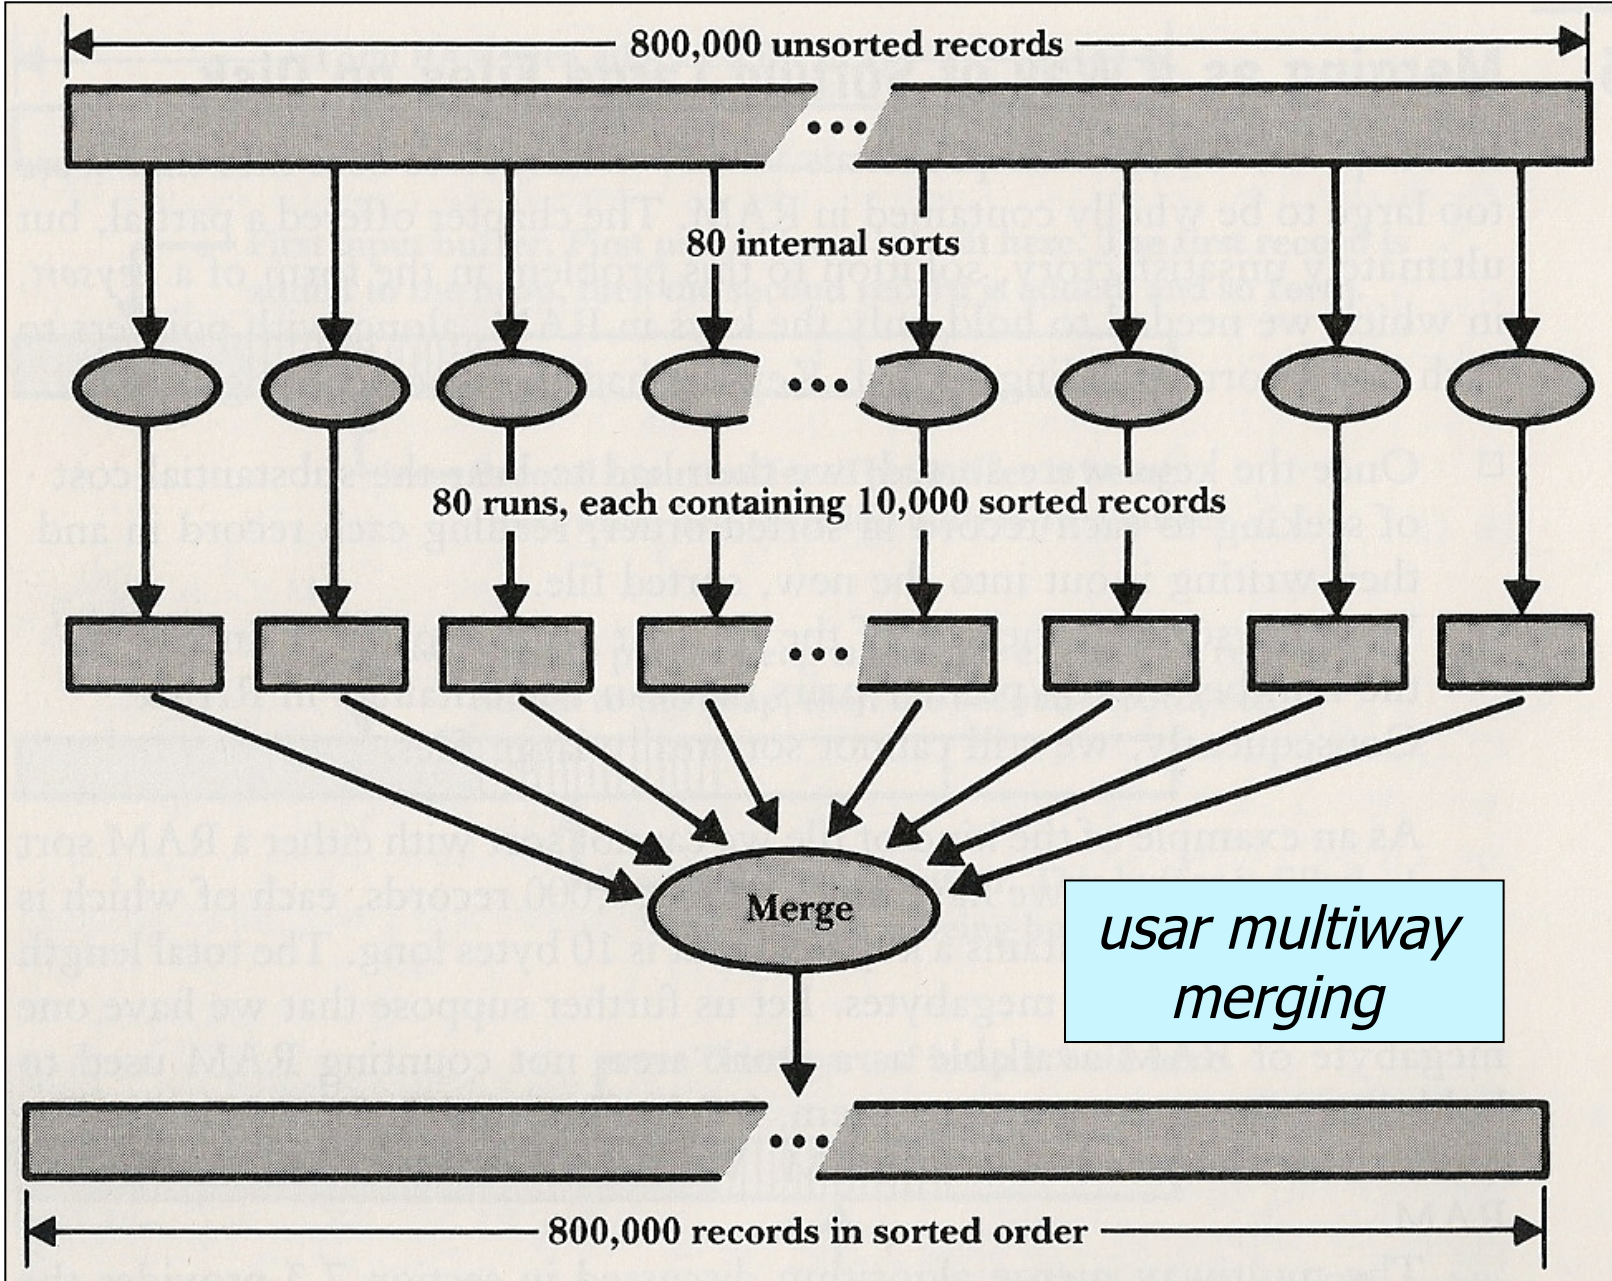 800,000 unsorted records
80 internal sorts
80 runs, each containing 10,000 sorted records
Merge
usar multiway
merging
800,000 records in sorted order